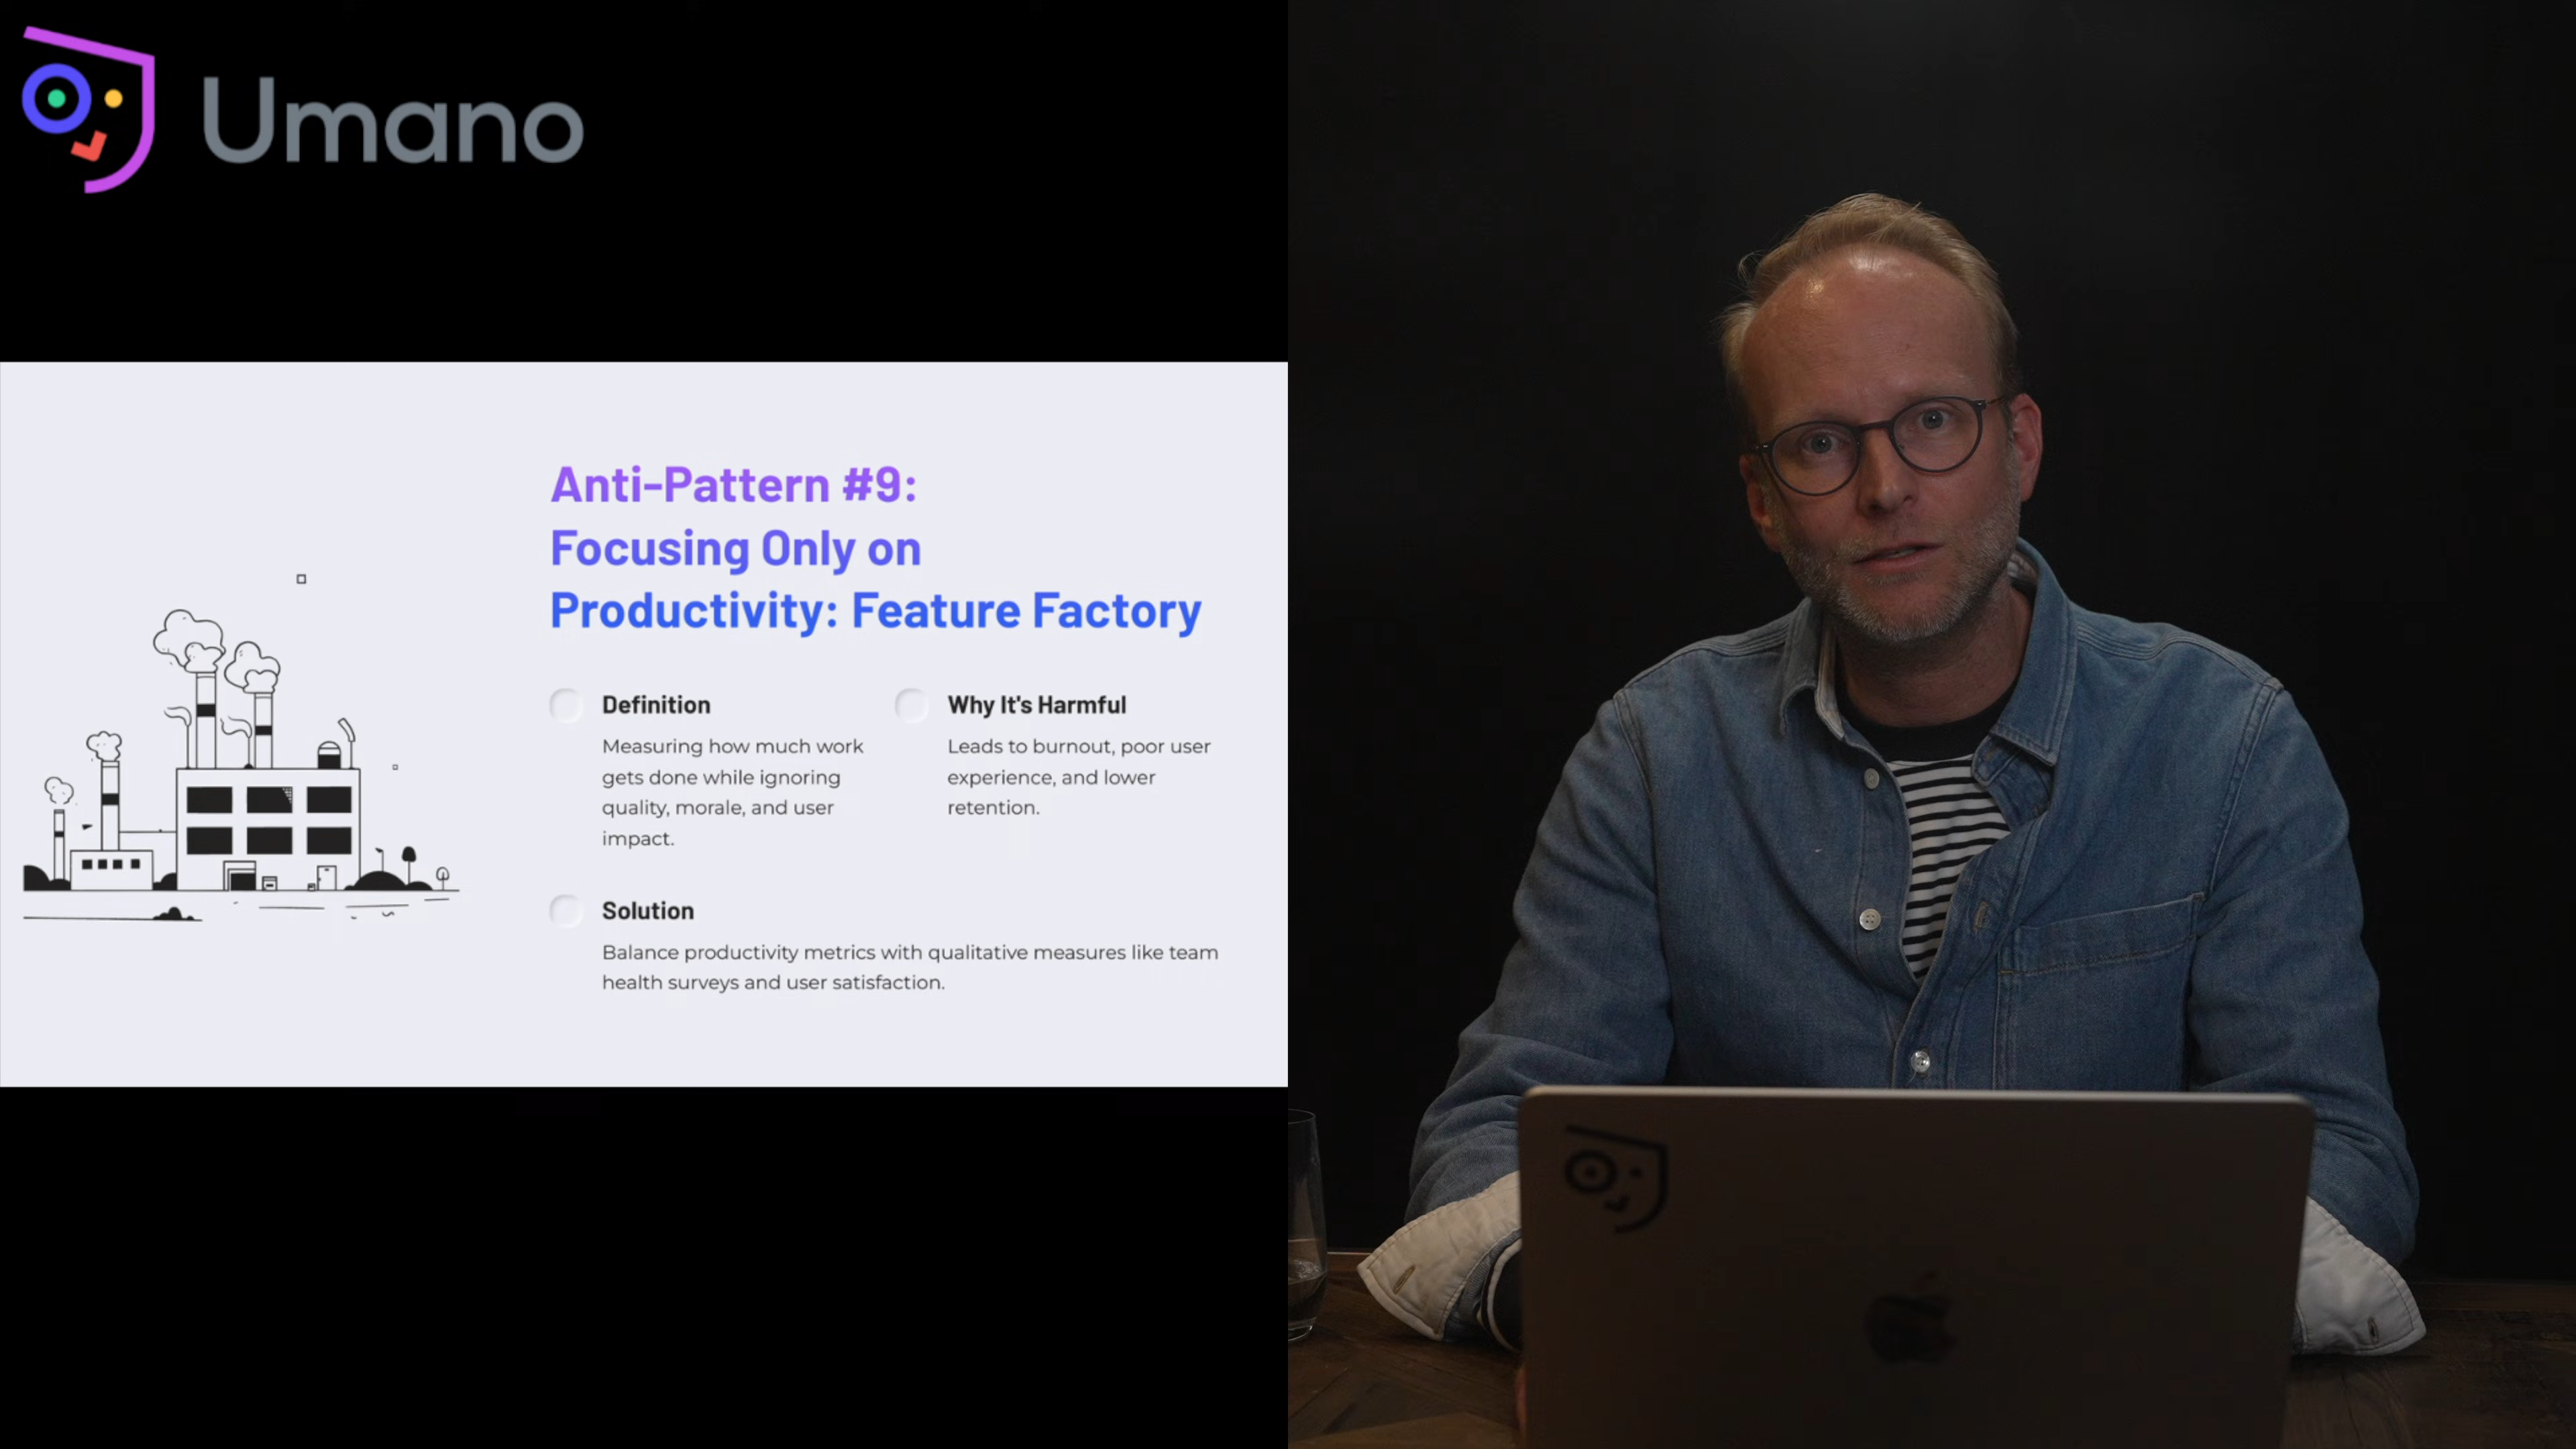 Umano
Anti-Pattern #9:
Focusing Only on
Productivity: Feature Factory
Definition
Measuring how much work
gets done while ignoring
quality, morale, and user
impact.
Why It's Harmful
Leads to burnout, poor user
experience, and lower
retention.
Solution
Balance productivity metrics with qualitative measures like team
health surveys and user satisfaction.